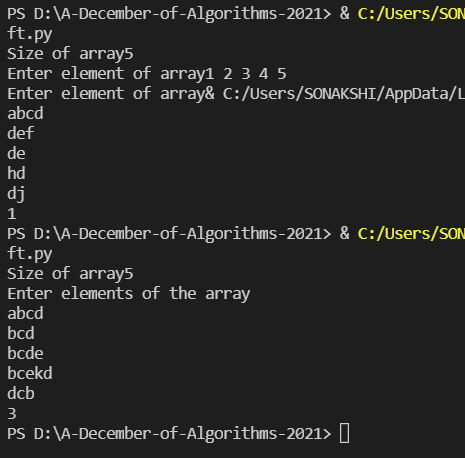 PS D:\A-December-of-Algorithms-2021> & C:/Users/SON
ft.py
Size of array5
Enter element of array1 2 3 4 5
Enter element of array& C:/Users/SONAKSHI/AppData/L
abcd
def
de
hd
dj
1
PS D:\A-December-of-Algorithms-2021> & C:/Users/SON
ft.py
Size of array5
Enter elements of the array
abcd
bcd
bcde
bcekd
dcb
3
PS D:\A-December-of-Algorithms-2021>